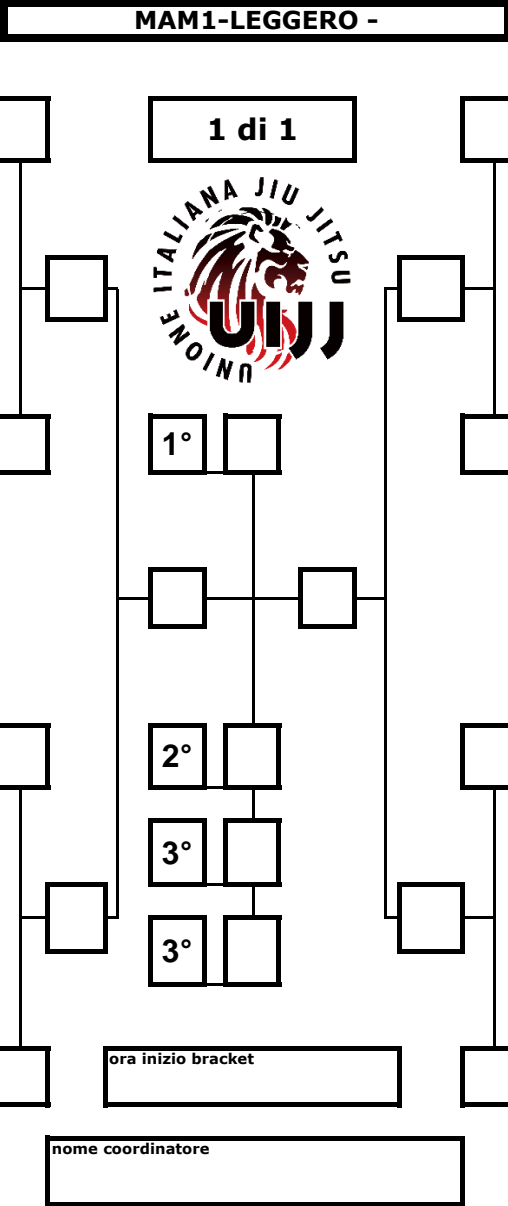 MAM1-LEGGERO -
1 di 1
UNIONE ITALIANA JIU JITSU
UIJJ
1°
2°
3°
3°
ora inizio bracket
nome coordinatore